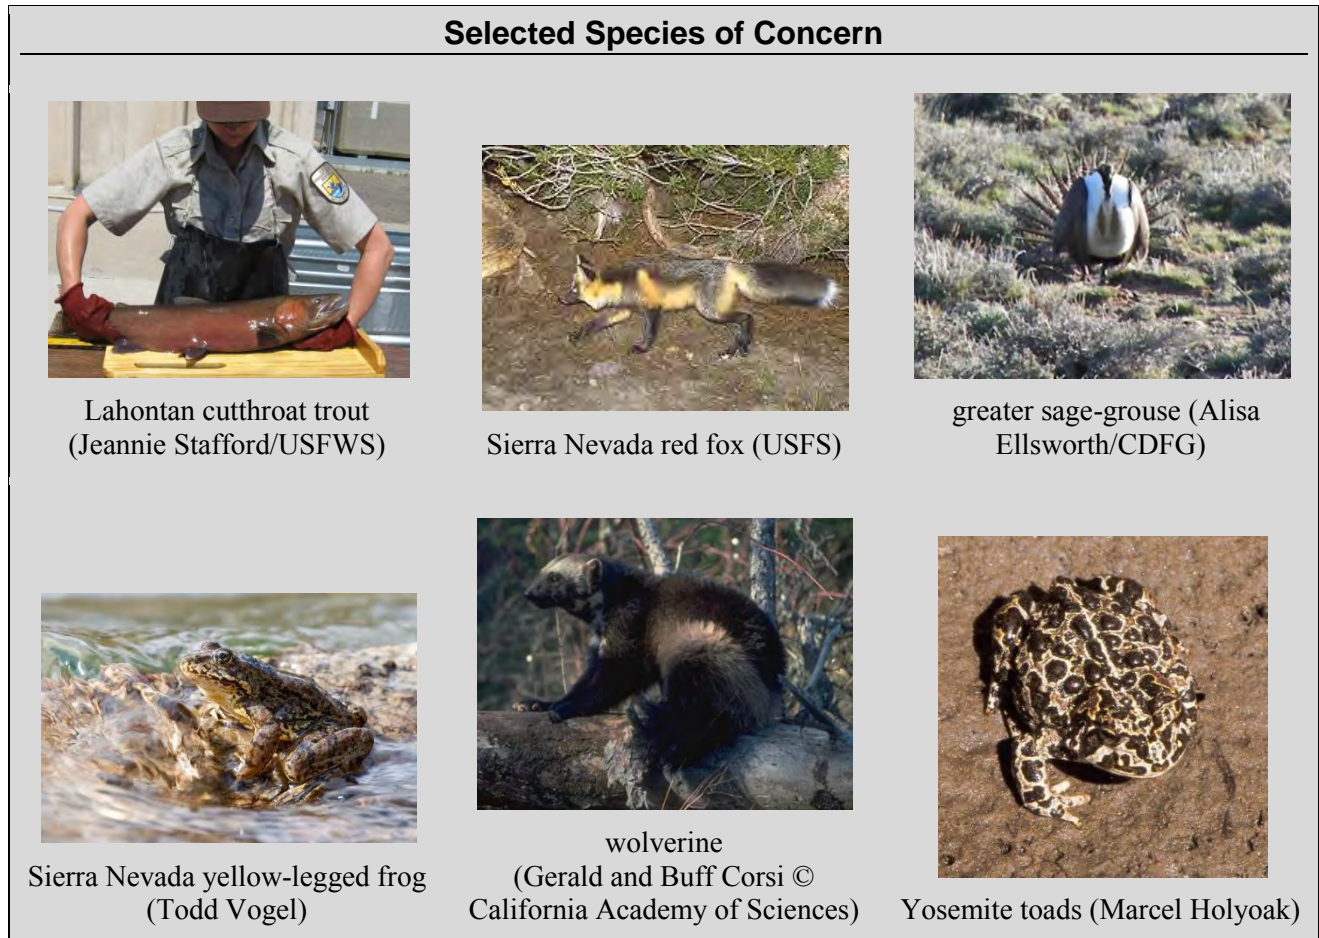 Selected Species of Concern
Lahontan cutthroat trout
(Jeannie Stafford/USFWS)
Sierra Nevada red fox (USFS)
greater sage-grouse (Alisa
Ellsworth/CDFG)
Sierra Nevada yellow-legged frog
(Todd Vogel)
wolverine
(Gerald and Buff Corsi ©
California Academy of Sciences)
Yosemite toads (Marcel Holyoak)